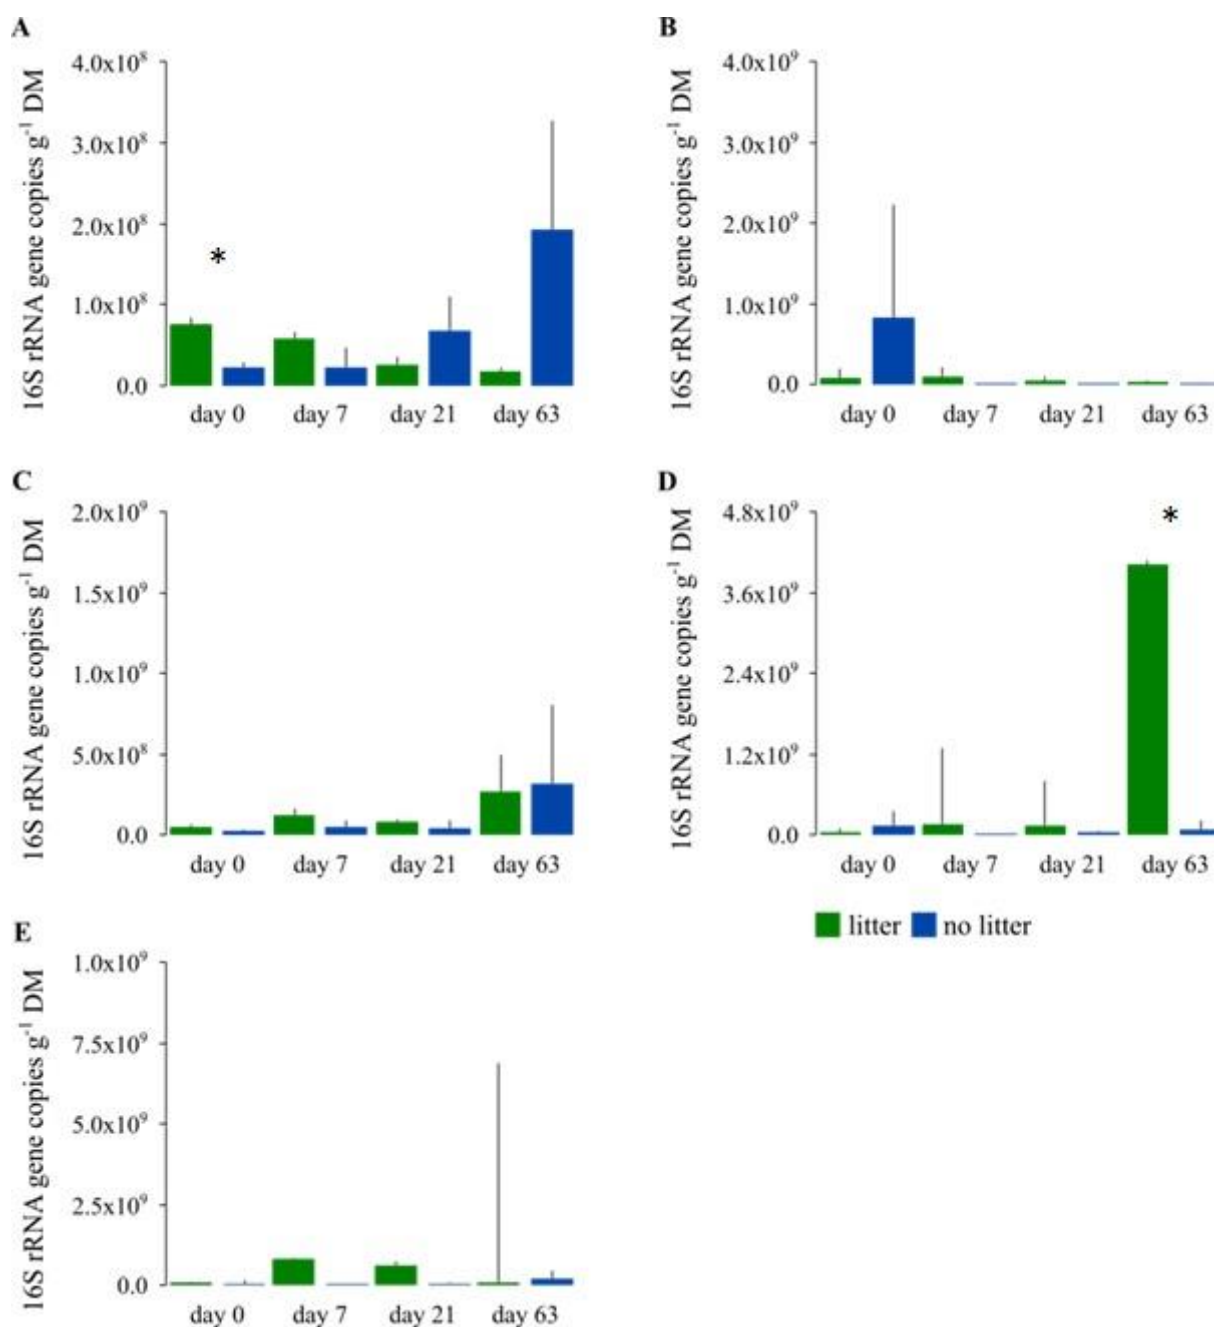 A
16S rRNA gene copies g⁻¹ DM
4.0x10⁸
3.0x10⁸
2.0x10⁸
1.0x10⁸
0.0
*
day 0 day 7 day 21 day 63
B
16S rRNA gene copies g⁻¹ DM
4.0x10⁹
3.0x10⁹
2.0x10⁹
1.0x10⁹
0.0
day 0 day 7 day 21 day 63
C
16S rRNA gene copies g⁻¹ DM
2.0x10⁹
1.5x10⁹
1.0x10⁹
5.0x10⁸
0.0
day 0 day 7 day 21 day 63
D
16S rRNA gene copies g⁻¹ DM
4.8x10⁹
3.6x10⁹
2.4x10⁹
1.2x10⁹
0.0
*
day 0 day 7 day 21 day 63
litter no litter
E
16S rRNA gene copies g⁻¹ DM
1.0x10⁹
7.5x10⁹
5.0x10⁹
2.5x10⁹
0.0
day 0 day 7 day 21 day 63